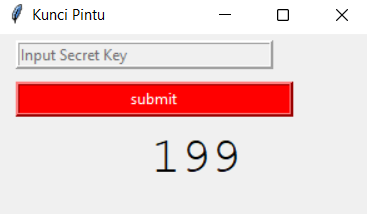 Kunci Pintu
Input Secret Key
submit
199